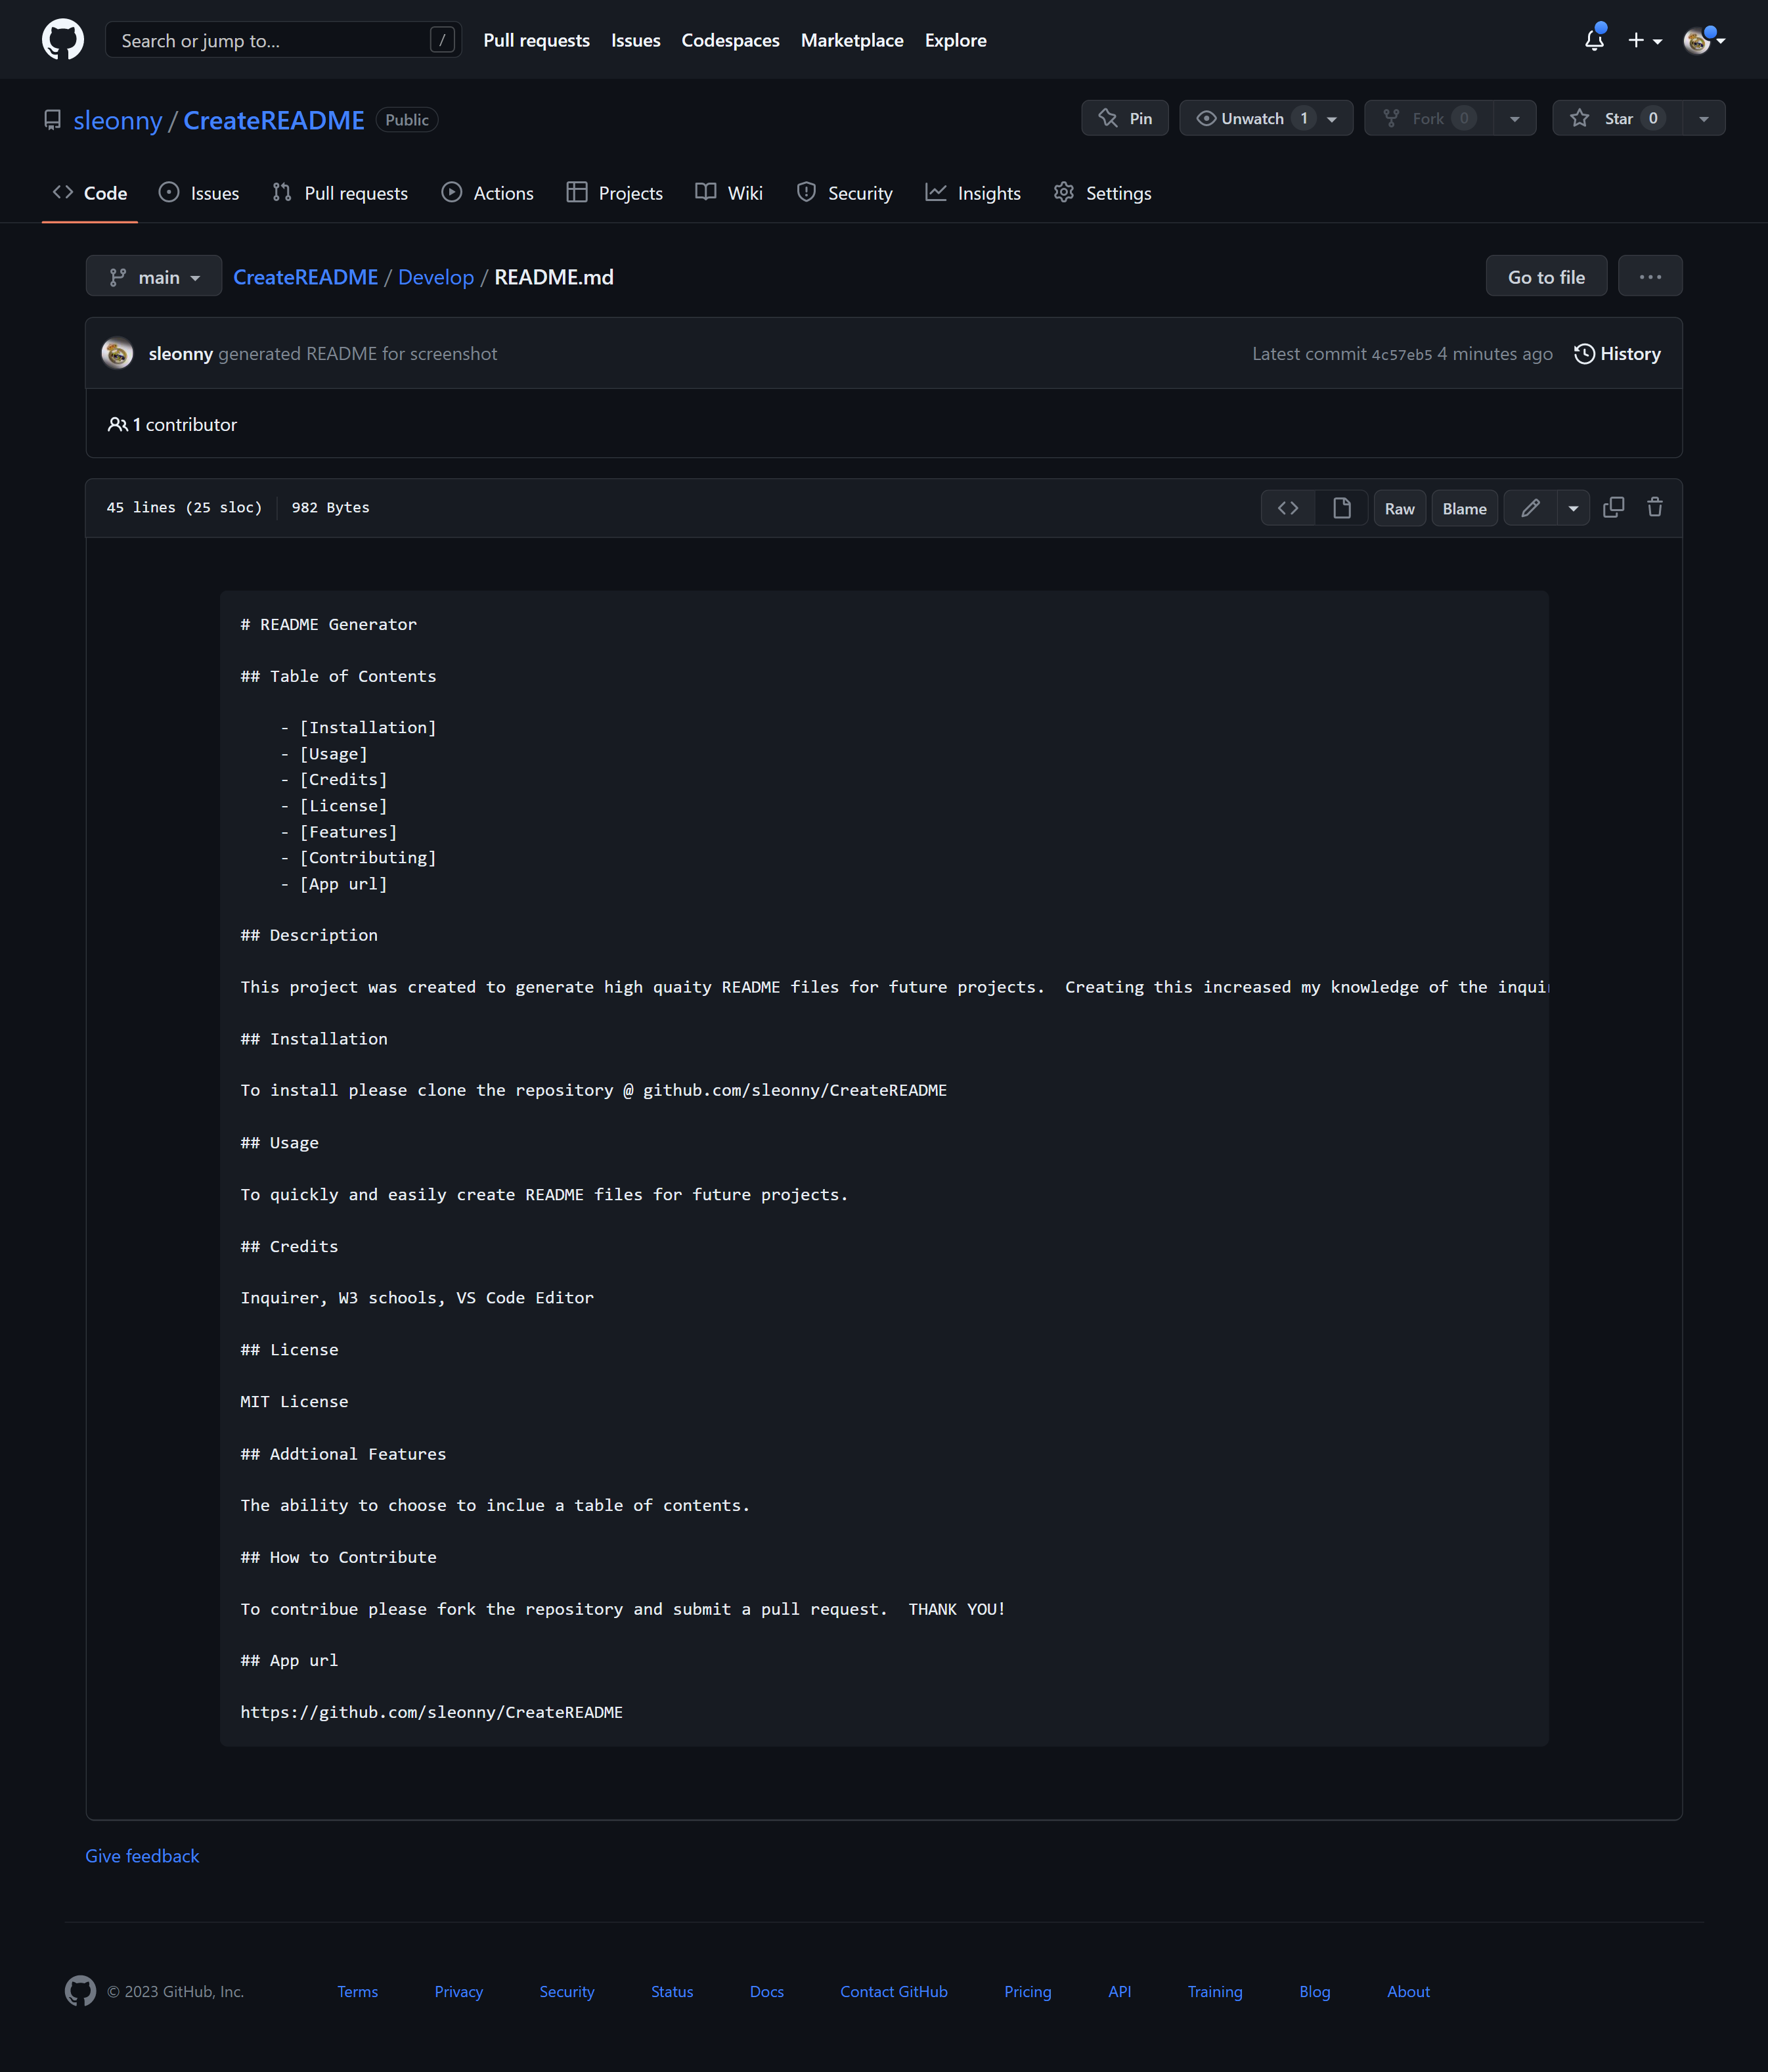 Search or jump to... / Pull requests Issues Codespaces Marketplace Explore
sleonny / CreateREADME Public Pin Unwatch 1 Fork 0 Star 0
Code Issues Pull requests Actions Projects Wiki Security Insights Settings
main CreateREADME / Develop / README.md Go to file ...
sleonny generated README for screenshot Latest commit 4c57eb5 4 minutes ago History
1 contributor
45 lines (25 sloc) 982 Bytes Raw Blame
# README Generator
## Table of Contents
- [Installation]
- [Usage]
- [Credits]
- [License]
- [Features]
- [Contributing]
- [App url]
## Description
This project was created to generate high quaity README files for future projects. Creating this increased my knowledge of the
## Installation
To install please clone the repository @ github.com/sleonny/CreateREADME
## Usage
To quickly and easily create README files for future projects.
## Credits
Inquirer, W3 schools, VS Code Editor
## License
MIT License
## Addtional Features
The ability to choose to inclue a table of contents.
## How to Contribute
To contribue please fork the repository and submit a pull request. THANK YOU!
## App url
https://github.com/sleonny/CreateREADME
Give feedback
© 2023 GitHub, Inc. Terms Privacy Security Status Docs Contact GitHub Pricing API Training Blog About